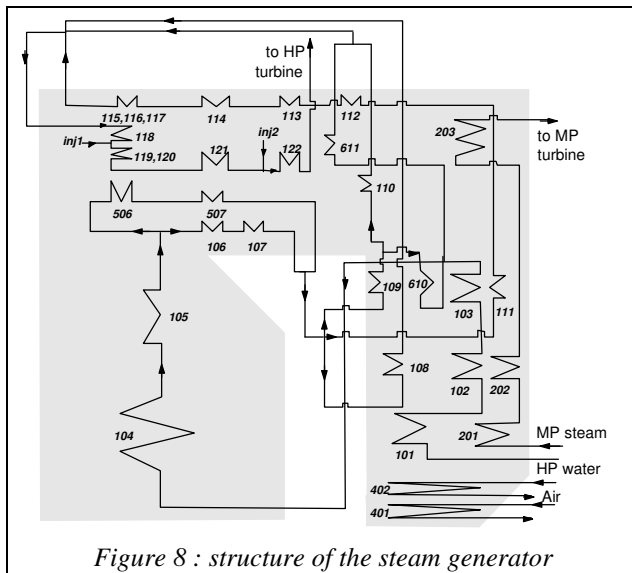 to HP
turbine
115,116,117
114
113
112
203
to MP
turbine
inj1
118
119,120
121
inj2
122
611
110
506
507
106
107
109
610
103
111
105
108
102
202
104
101
201
MP steam
HP water
402
Air
401
Figure 8 : structure of the steam generator